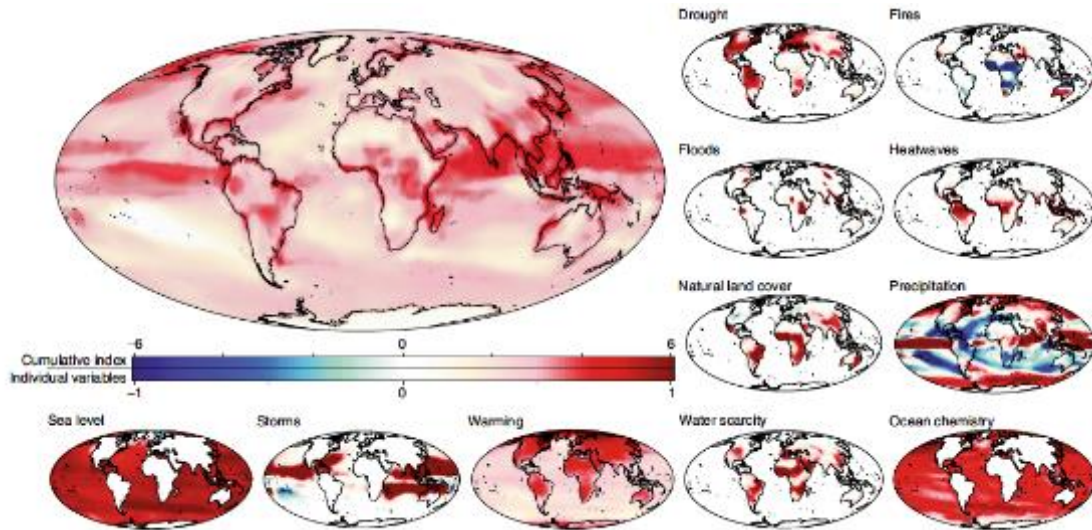 Drought
Fires
Floods
Heatwaves
Natural land cover
Precipitation
-6 0 6
Cumulative index
Individual variables
-1 0 1
Sea level
Storms
Warming
Water scarcity
Ocean chemistry